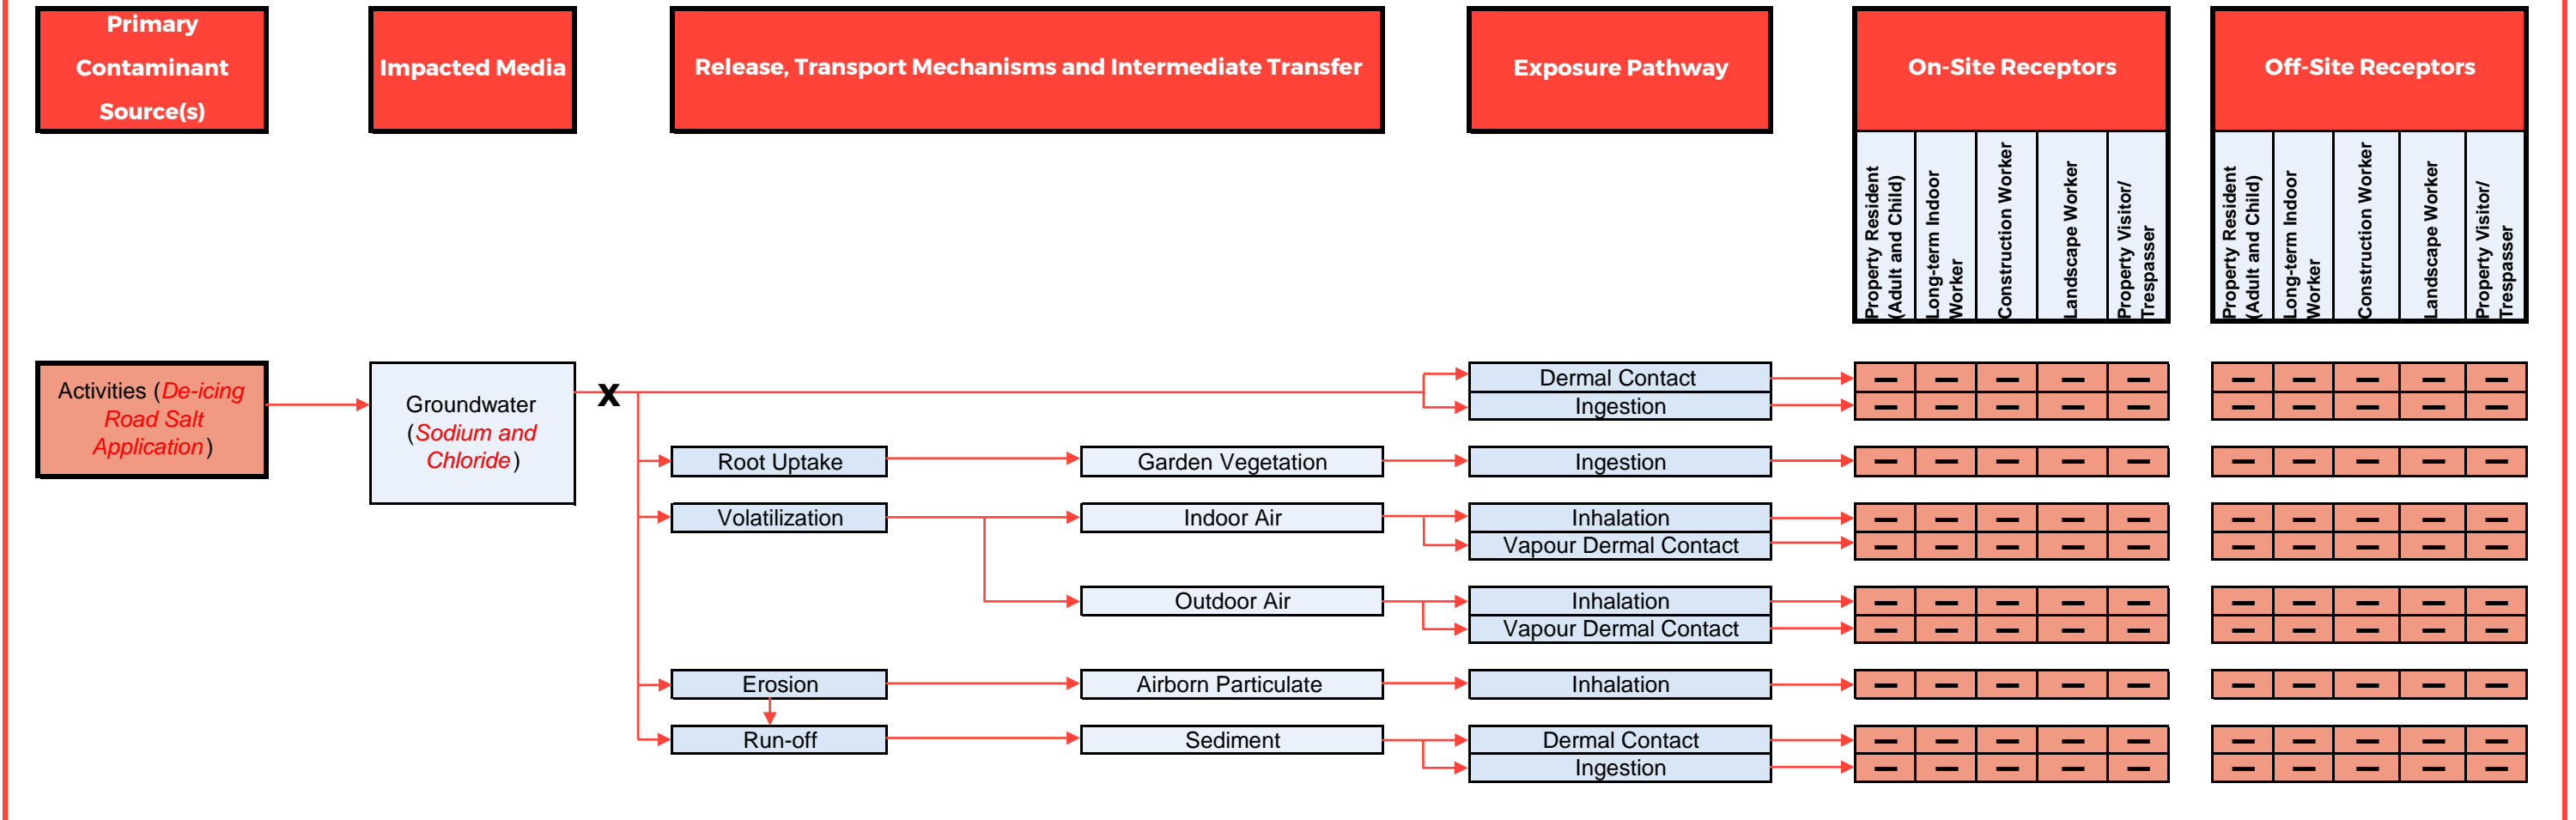 Primary
Contaminant
Source(s)
Impacted Media
Release, Transport Mechanisms and Intermediate Transfer
Exposure Pathway
On-Site Receptors
Off-Site Receptors
Property Resident
(Adult and Child)
Long-term Indoor
Worker
Construction Worker
Landscape Worker
Property Visitor/
Trespasser
Property Resident
(Adult and Child)
Long-term Indoor
Worker
Construction Worker
Landscape Worker
Property Visitor/
Trespasser
Activities (De-icing
Road Salt
Application)
Groundwater
(Sodium and
Chloride)
X
Dermal Contact
— — — — — — — — — —
Ingestion
— — — — — — — — — —
Root Uptake
Garden Vegetation
Ingestion
— — — — — — — — — —
Volatilization
Indoor Air
Inhalation
— — — — — — — — — —
Vapour Dermal Contact
— — — — — — — — — —
Outdoor Air
Inhalation
— — — — — — — — — —
Vapour Dermal Contact
— — — — — — — — — —
Erosion
Airborn Particulate
Inhalation
— — — — — — — — — —
Run-off
Sediment
Dermal Contact
— — — — — — — — — —
Ingestion
— — — — — — — — — —